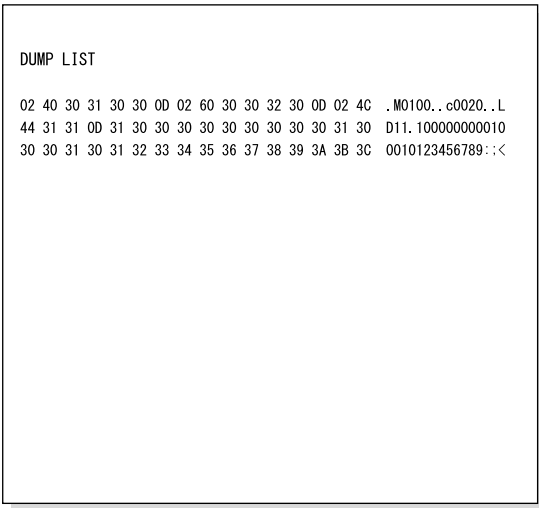 DUMP LIST
02 40 30 31 30 30 0D 02 60 30 30 32 30 0D 02 4C .M0100..c0020..L
44 31 31 0D 31 30 30 30 30 30 30 30 30 30 31 30 D11.100000000010
30 30 31 30 31 32 33 34 35 36 37 38 39 3A 3B 3C 0010123456789:;<